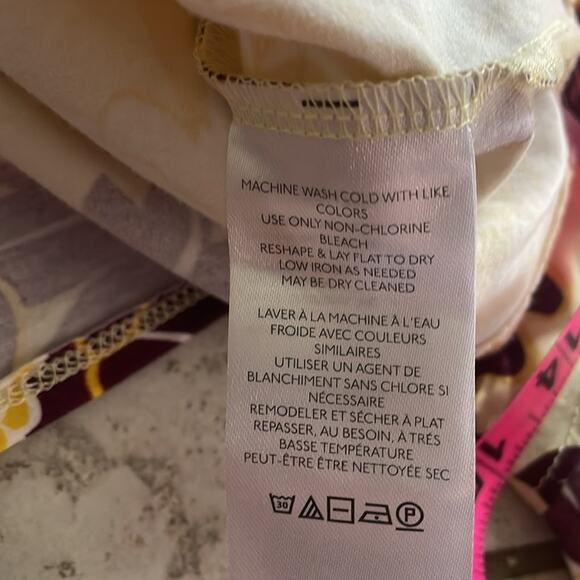 MACHINE WASH COLD WITH LIKE
COLORS
USE ONLY NON-CHLORINE
BLEACH
RESHAPE & LAY FLAT TO DRY
LOW IRON AS NEEDED
MAY BE DRY CLEANED
LAVER À LA MACHINE À L'EAU
FROIDE AVEC COULEURS
SIMILAIRES
UTILISER UN AGENT DE
BLANCHIMENT SANS CHLORE SI
NÉCESSAIRE
REMODELER ET SÉCHER À PLAT
REPASSER, AU BESOIN, À TRÉS
BASSE TEMPÉRATURE
PEUT-ÊTRE ÊTRE NETTOYÉE SEC
30 P
14